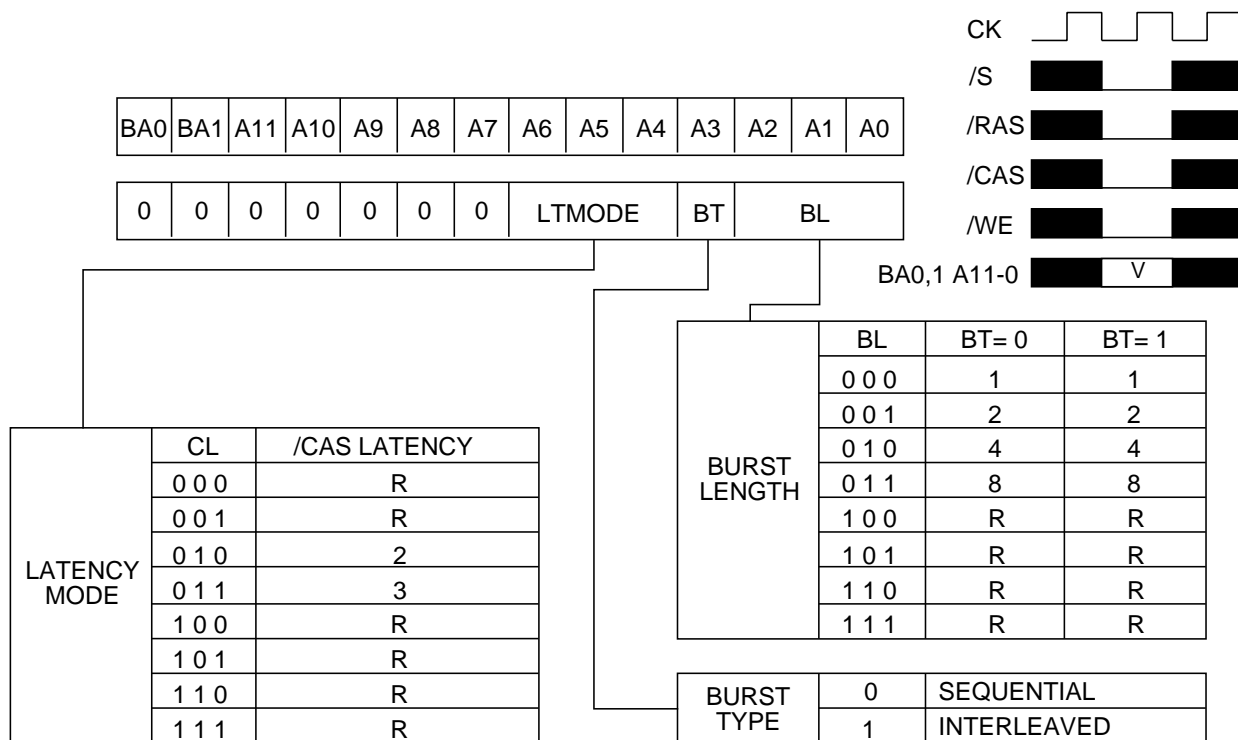 CK
/S
/RAS
/CAS
/WE
BA0,1 A11-0 V
BA0 BA1 A11 A10 A9 A8 A7 A6 A5 A4 A3 A2 A1 A0
0 0 0 0 0 0 0 LTMODE BT BL
BURST
LENGTH
BL BT= 0 BT= 1
0 0 0 1 1
0 0 1 2 2
0 1 0 4 4
0 1 1 8 8
1 0 0 R R
1 0 1 R R
1 1 0 R R
1 1 1 R R
LATENCY
MODE
CL /CAS LATENCY
0 0 0 R
0 0 1 R
0 1 0 2
0 1 1 3
1 0 0 R
1 0 1 R
1 1 0 R
1 1 1 R
BURST
TYPE
0 SEQUENTIAL
1 INTERLEAVED